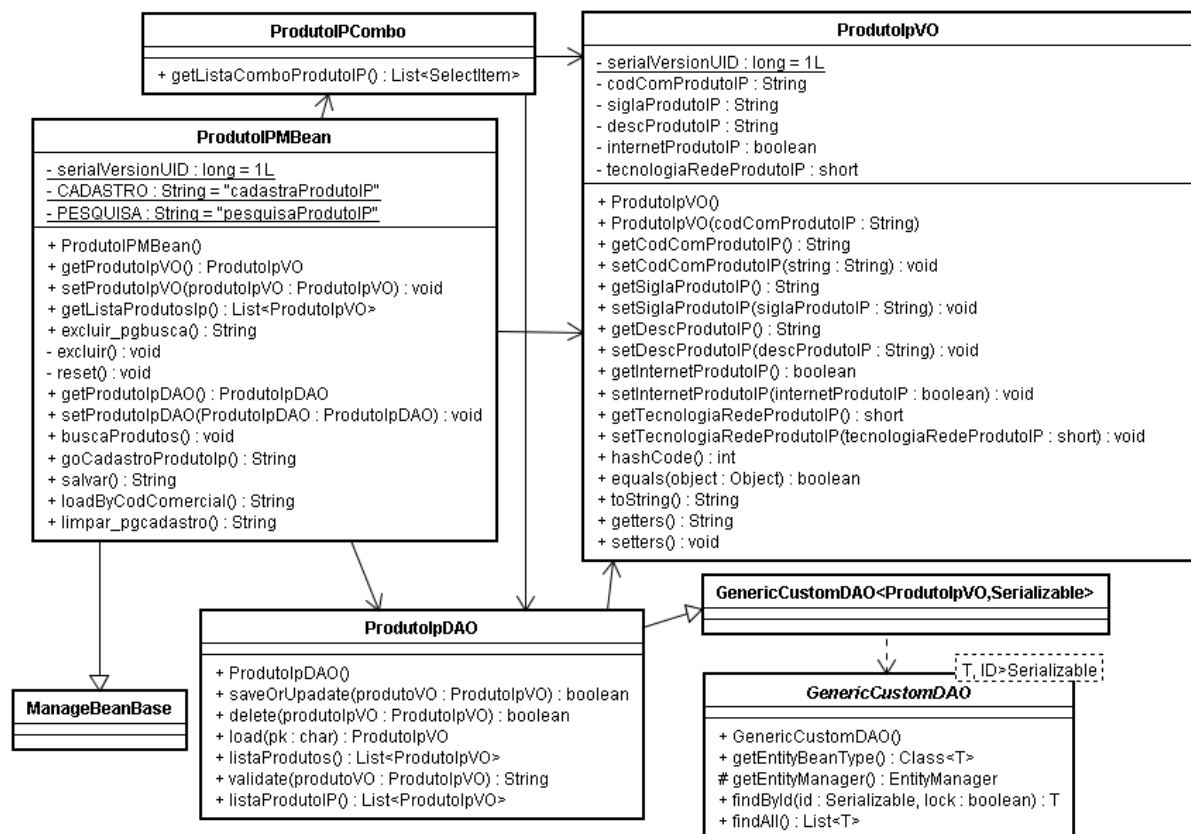 ProdutoIPCombo
+ getListaComboProdutoIP() : List<SelectItem>
ProdutoIpVO
- serialVersionUID : long = 1L
- codComProdutoIP : String
- siglaProdutoIP : String
- descProdutoIP : String
- internetProdutoIP : boolean
- tecnologiaRedeProdutoIP : short
+ ProdutoIpVO()
+ ProdutoIpVO(codComProdutoIP : String)
+ getCodComProdutoIP() : String
+ setCodComProdutoIP(string : String) : void
+ getSiglaProdutoIP() : String
+ setSiglaProdutoIP(siglaProdutoIP : String) : void
+ getDescProdutoIP() : String
+ setDescProdutoIP(descProdutoIP : String) : void
+ getInternetProdutoIP() : boolean
+ setInternetProdutoIP(internetProdutoIP : boolean) : void
+ getTecnologiaRedeProdutoIP() : short
+ setTecnologiaRedeProdutoIP(tecnologiaRedeProdutoIP : short) : void
+ hashCode() : int
+ equals(object : Object) : boolean
+ toString() : String
+ getters() : String
+ setters() : void
ProdutoIPMBean
- serialVersionUID : long = 1L
- CADASTRO : String = "cadastraProdutoIP"
- PESQUISA : String = "pesquisaProdutoIP"
+ ProdutoIPMBean()
+ getProdutoIpVO() : ProdutoIpVO
+ setProdutoIpVO(produtoIpVO : ProdutoIpVO) : void
+ getListaProdutosIp() : List<ProdutoIpVO>
+ excluir_pgbusca() : String
- excluir() : void
- reset() : void
+ getProdutoIpDAO() : ProdutoIpDAO
+ setProdutoIpDAO(ProdutoIpDAO : ProdutoIpDAO) : void
+ buscaProdutos() : void
+ goCadastroProdutoIp() : String
+ salvar() : String
+ loadByCodComercial() : String
+ limpar_pgcadastro() : String
ManageBeanBase
ProdutoIpDAO
+ ProdutoIpDAO()
+ saveOrUpadate(produtoVO : ProdutoIpVO) : boolean
+ delete(produtoIpVO : ProdutoIpVO) : boolean
+ load(pk : char) : ProdutoIpVO
+ listaProdutos() : List<ProdutoIpVO>
+ validate(produtoVO : ProdutoIpVO) : String
+ listaProdutoIP() : List<ProdutoIpVO>
GenericCustomDAO<ProdutoIpVO,Serializable>
T, ID>Serializable
GenericCustomDAO
+ GenericCustomDAO()
+ getEntityBeanType() : Class<T>
# getEntityManager() : EntityManager
+ findById(id : Serializable, lock : boolean) : T
+ findAll() : List<T>